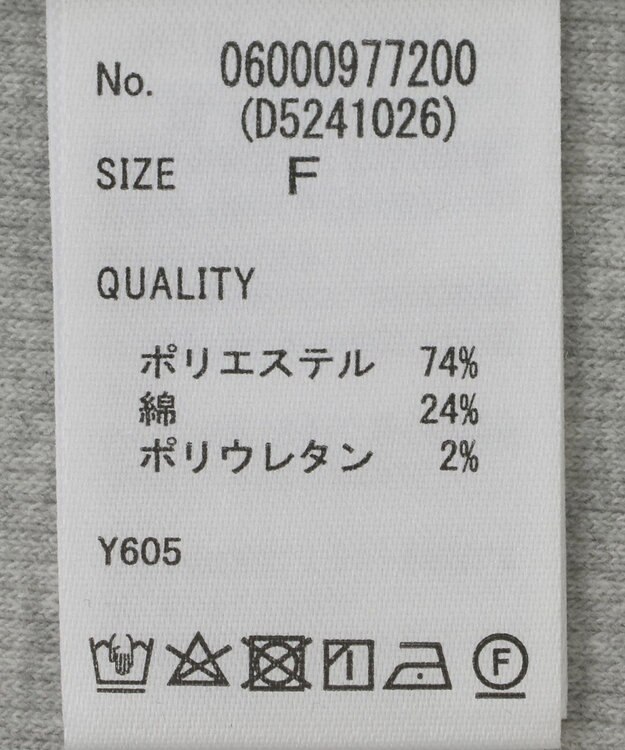 No. 06000977200
(D5241026)
SIZE F
QUALITY
ポリエステル 74%
綿 24%
ポリウレタン 2%
Y605
F